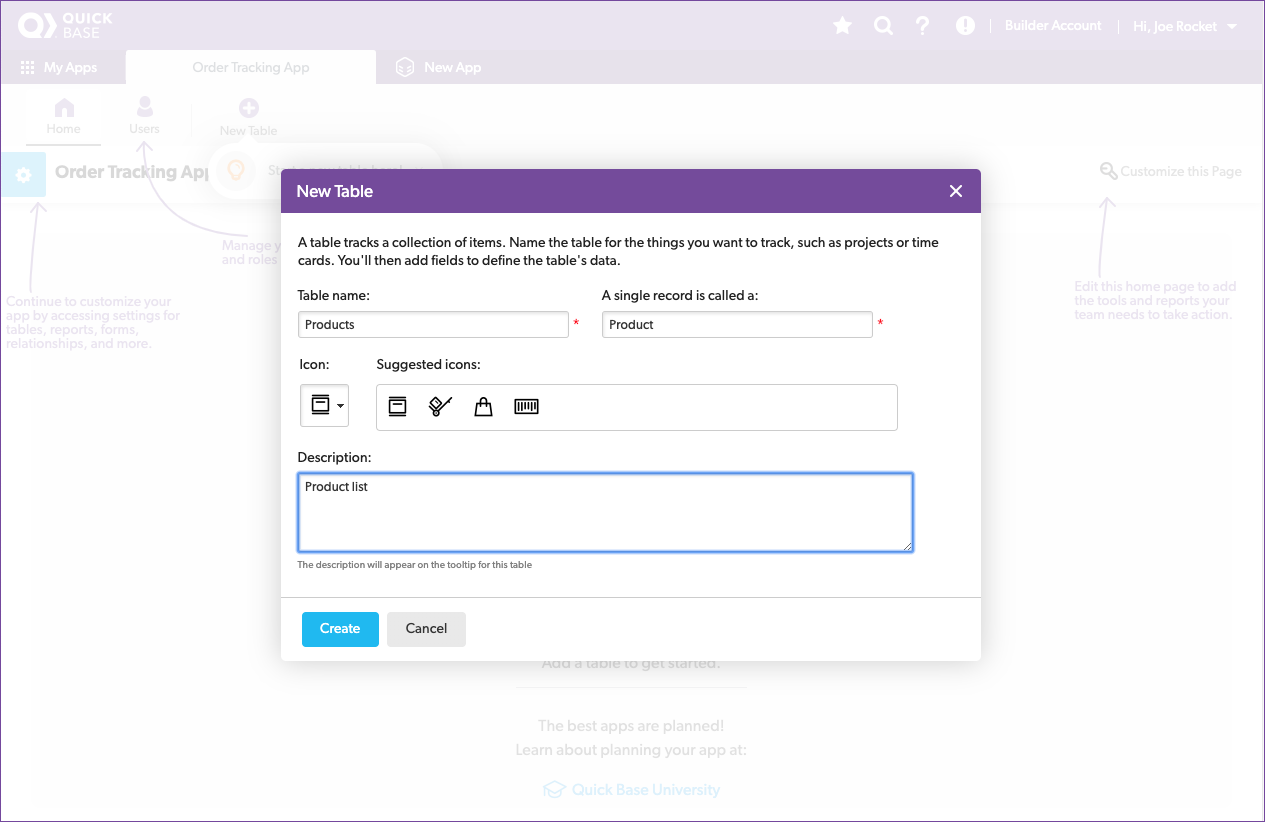 QUICK
BASE
Builder Account
Hi, Joe Rocket
My Apps
Order Tracking App
New App
Home
Users
New Table
Order Tracking App
Customize this Page
New Table
A table tracks a collection of items. Name the table for the things you want to track, such as projects or time
cards. You'll then add fields to define the table's data.
Table name:
A single record is called a:
Products
*
Product
*
Icon:
Suggested icons:
Description:
Product list
The description will appear on the tooltip for this table
Create
Cancel
Manage
and roles
Continue to customize your
app by accessing settings for
tables, reports, forms,
relationships, and more.
Edit this home page to add
the tools and reports your
team needs to take action.
Add a table to get started.
The best apps are planned!
Learn about planning your app at:
Quick Base University